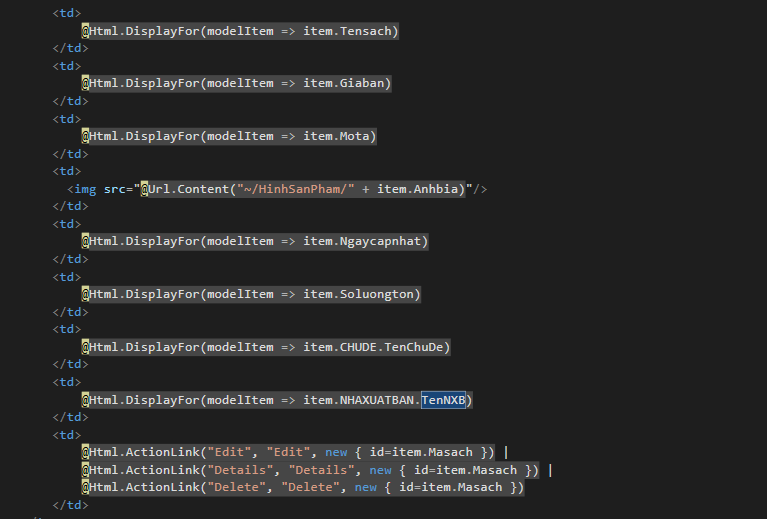 <td>
@Html.DisplayFor(modelItem => item.Tensach)
</td>
<td>
@Html.DisplayFor(modelItem => item.Giaban)
</td>
<td>
@Html.DisplayFor(modelItem => item.Mota)
</td>
<td>
<img src="@Url.Content("~/HinhSanPham/" + item.Anhbia)"/>
</td>
<td>
@Html.DisplayFor(modelItem => item.Ngaycapnhat)
</td>
<td>
@Html.DisplayFor(modelItem => item.Soluongton)
</td>
<td>
@Html.DisplayFor(modelItem => item.CHUDE.TenChuDe)
</td>
<td>
@Html.DisplayFor(modelItem => item.NHAXUATBAN.TenNXB)
</td>
<td>
@Html.ActionLink("Edit", "Edit", new { id=item.Masach }) |
@Html.ActionLink("Details", "Details", new { id=item.Masach }) |
@Html.ActionLink("Delete", "Delete", new { id=item.Masach })
</td>